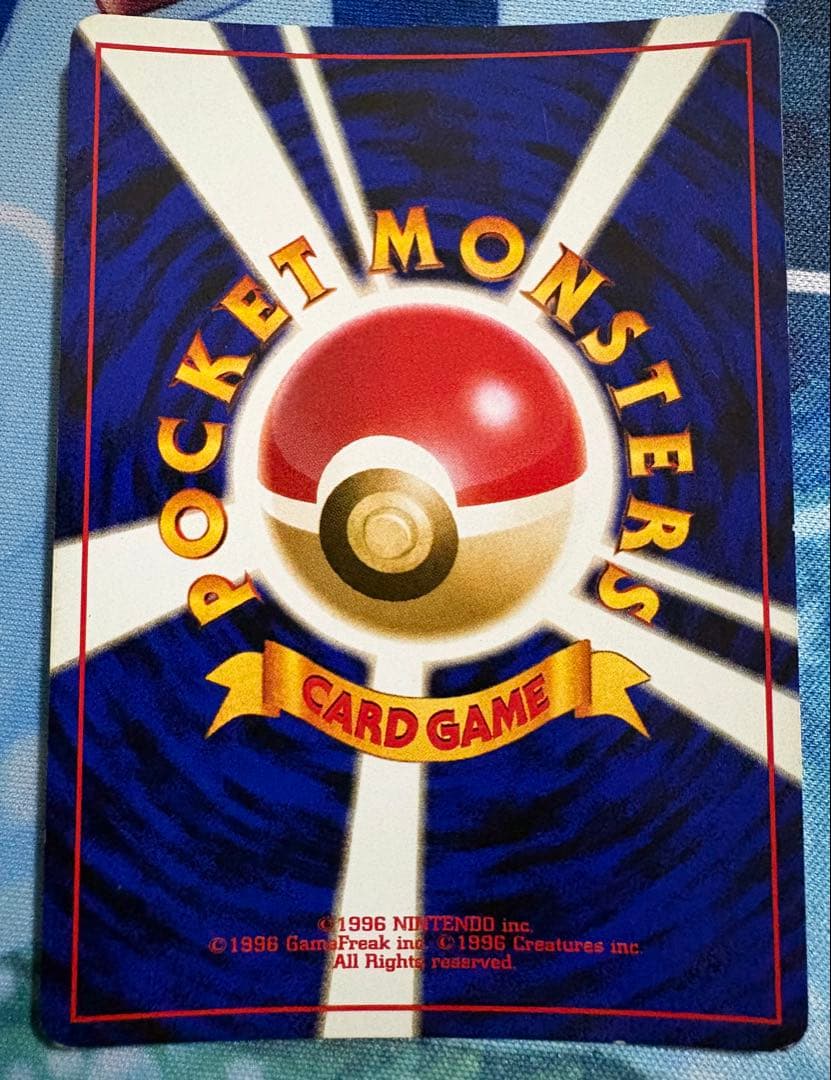 POCKET MONSTERS
CARD GAME
©1996 NINTENDO inc.
©1996 GameFreak inc. ©1996 Creatures inc.
All Rights reserved.